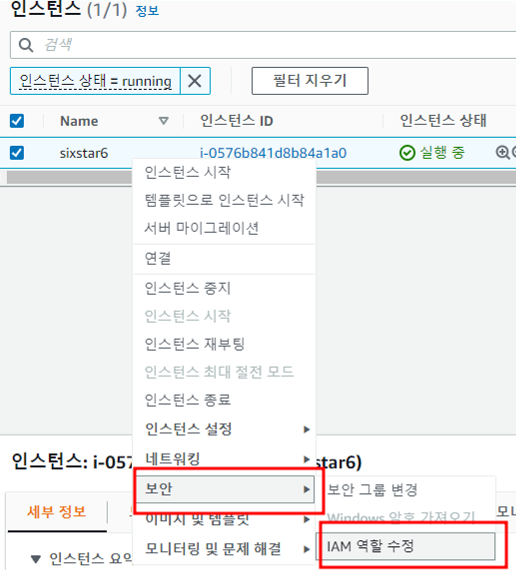 인스턴스 (1/1) 정보
검색
인스턴스 상태 = running
필터 지우기
Name 인스턴스 ID 인스턴스 상태
sixstar6 i-0576b841d8b84a1a0 실행 중
인스턴스 시작
템플릿으로 인스턴스 시작
서버 마이그레이션
연결
인스턴스 중지
인스턴스 시작
인스턴스 재부팅
인스턴스 최대 절전 모드
인스턴스 종료
인스턴스 설정
네트워킹
인스턴스: i-057 star6)
보안 보안 그룹 변경
세부 정보
이미지 및 템플릿 Windows 암호 가져오기
모니터링 및 문제 해결 IAM 역할 수정
인스턴스 요약